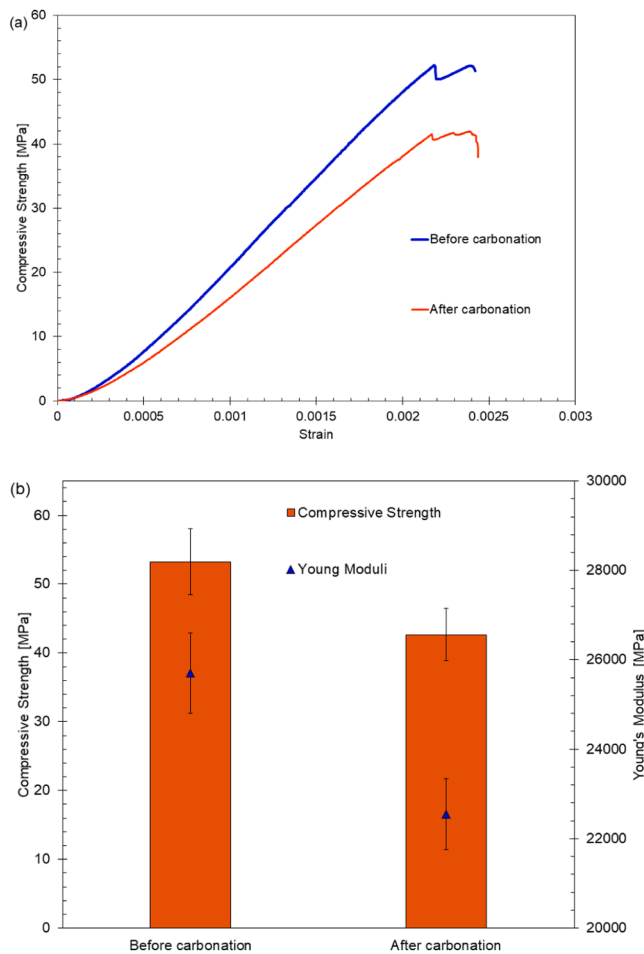 (a)
60
50
40
30
20
10
0
Compressive Strength [MPa]
Before carbonation
After carbonation
0 0.0005 0.001 0.0015 0.002 0.0025 0.003
Strain
(b)
60
50
40
30
20
10
0
Compressive Strength [MPa]
Compressive Strength
Young Moduli
30000
28000
26000
24000
22000
20000
Young's Modulus [MPa]
Before carbonation After carbonation